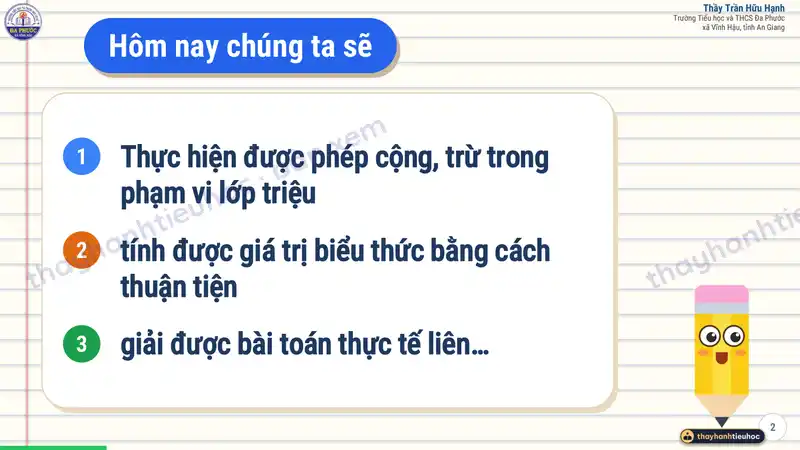 Thầy Trần Hữu Hạnh
Trường Tiểu học và THCS Đa Phước
xã Vĩnh Hậu, tỉnh An Giang
ĐA PHƯỚC
Hôm nay chúng ta sẽ
1 Thực hiện được phép cộng, trừ trong
phạm vi lớp triệu
2 tính được giá trị biểu thức bằng cách
thuận tiện
3 giải được bài toán thực tế liên...
thayhanhtieuhoc
2